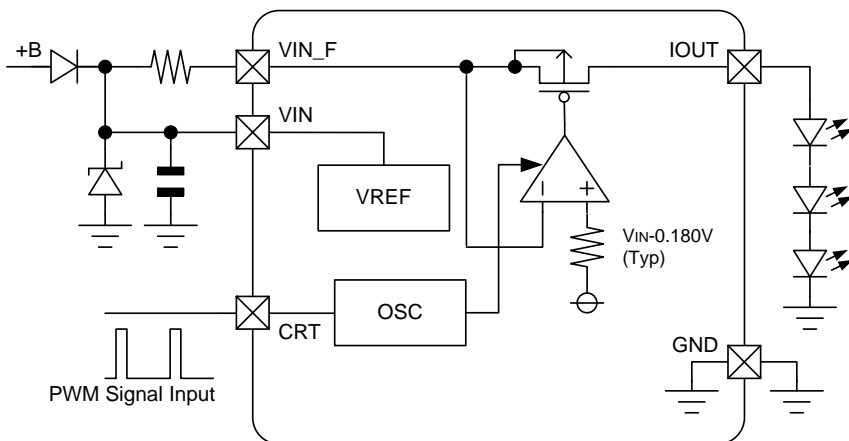 +B
VIN_F
IOUT
VIN
VREF
VIN-0.180V
(Typ)
OSC
CRT
GND
PWM Signal Input